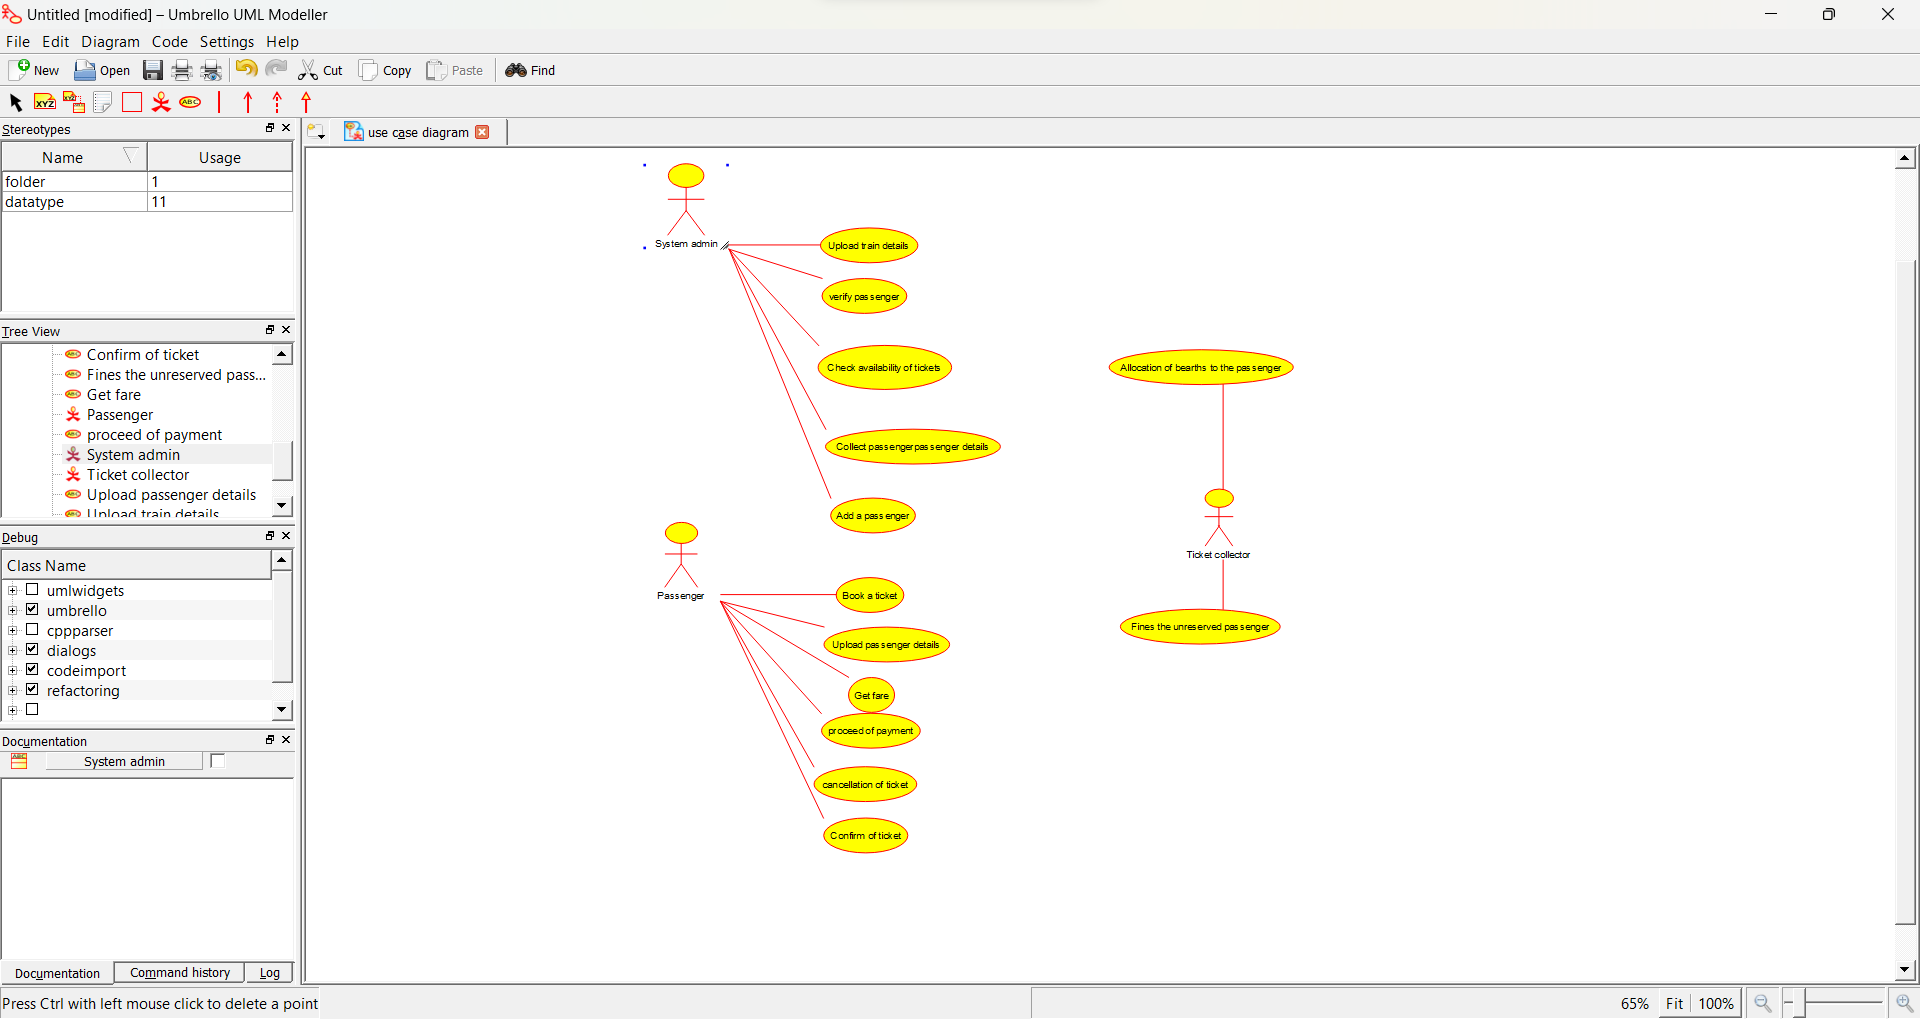 Untitled [modified] – Umbrello UML Modeller
File Edit Diagram Code Settings Help
New Open Cut Copy Paste Find
XYZ XYZ ABC
Stereotypes
use case diagram
Name Usage
folder 1
datatype 11
Tree View
Confirm of ticket
Fines the unreserved pass...
Get fare
Passenger
proceed of payment
System admin
Ticket collector
Upload passenger details
Upload train details
Debug
Class Name
umlwidgets
umbrello
cppparser
dialogs
codeimport
refactoring
Documentation
System admin
Documentation Command history Log
System admin
Upload train details
verify passenger
Check availability of tickets
Collect passengerpassenger details
Add a passenger
Passenger
Book a ticket
Upload passenger details
Get fare
proceed of payment
cancellation of ticket
Confirm of ticket
Allocation of bearths to the passenger
Ticket collector
Fines the unreserved passenger
Press Ctrl with left mouse click to delete a point
65% Fit 100%